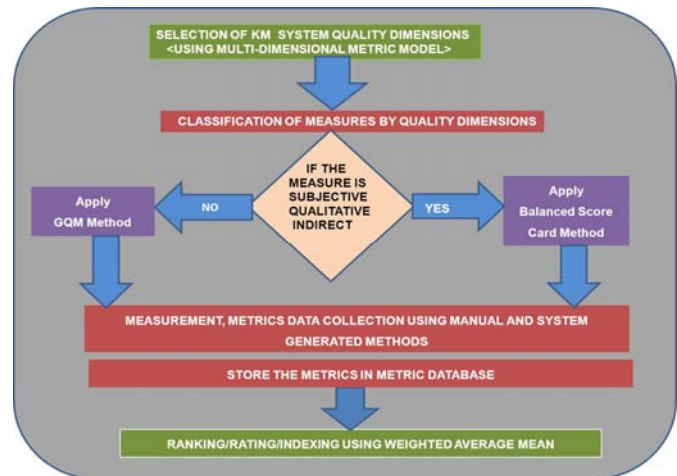 SELECTION OF KM SYSTEM QUALITY DIMENSIONS
<USING MULTI-DIMENSIONAL METRIC MODEL>
CLASSIFICATION OF MEASURES BY QUALITY DIMENSIONS
IF THE
MEASURE IS
SUBJECTIVE
QUALITATIVE
INDIRECT
Apply
GQM Method
NO
YES
Apply
Balanced Score
Card Method
MEASUREMENT, METRICS DATA COLLECTION USING MANUAL AND SYSTEM
GENERATED METHODS
STORE THE METRICS IN METRIC DATABASE
RANKING/RATING/INDEXING USING WEIGHTED AVERAGE MEAN